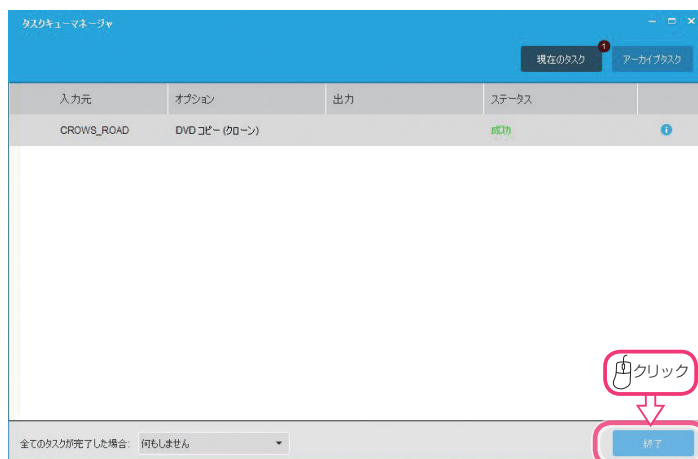 タスクキューマネージャ
現在のタスク 1 アーカイブタスク
入力元 オプション 出力 ステータス
CROWS_ROAD DVD コピー (クローン) 成功
クリック
全てのタスクが完了した場合: 何もしません 終了